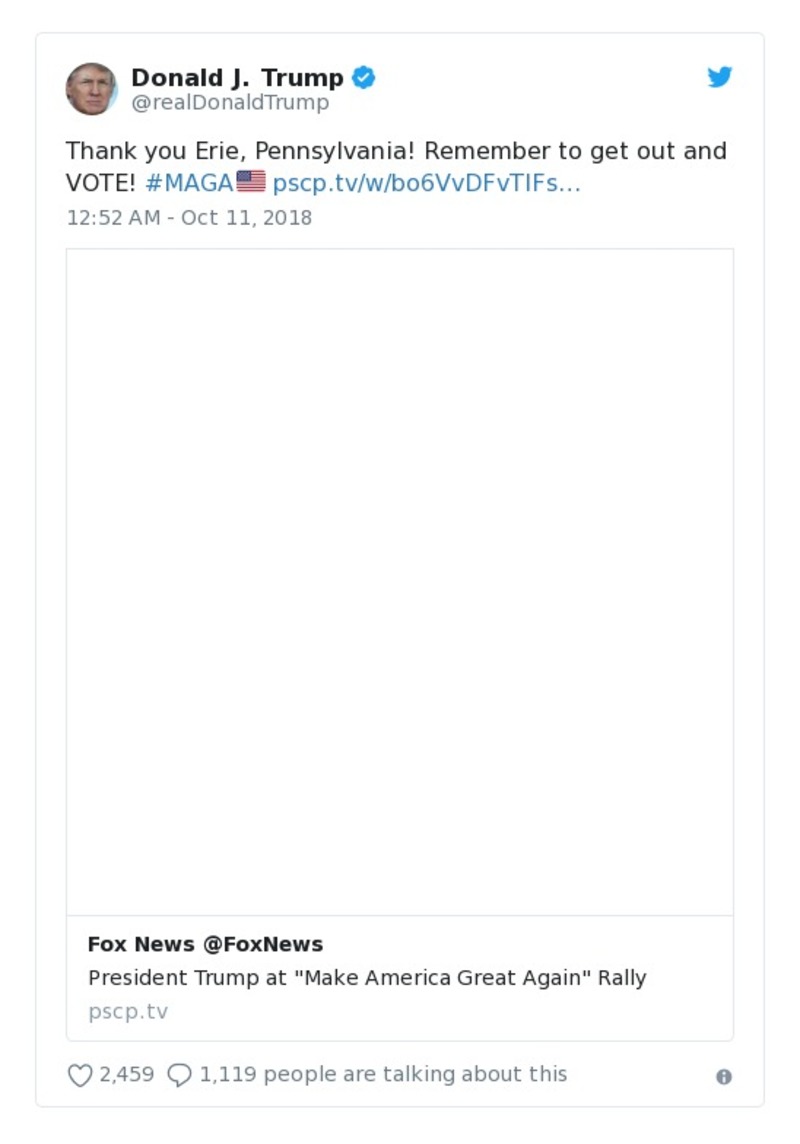 Donald J. Trump
@realDonaldTrump
Thank you Erie, Pennsylvania! Remember to get out and
VOTE! #MAGA🇺🇸 pscp.tv/w/bo6VvDFvTIFs…
12:52 AM - Oct 11, 2018
Fox News @FoxNews
President Trump at "Make America Great Again" Rally
pscp.tv
2,459 1,119 people are talking about this